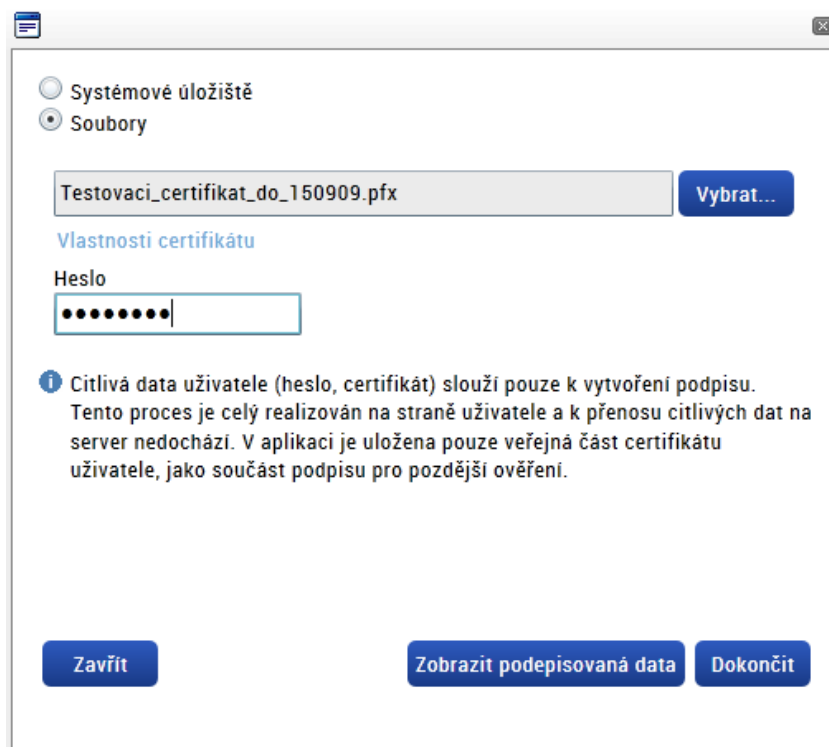 Systémové úložiště
Soubory
Testovaci_certifikat_do_150909.pfx
Vybrat...
Vlastnosti certifikátu
Heslo
••••••••
Citlivá data uživatele (heslo, certifikát) slouží pouze k vytvoření podpisu.
Tento proces je celý realizován na straně uživatele a k přenosu citlivých dat na
server nedochází. V aplikaci je uložena pouze veřejná část certifikátu
uživatele, jako součást podpisu pro pozdější ověření.
Zavřít
Zobrazit podepisovaná data
Dokončit